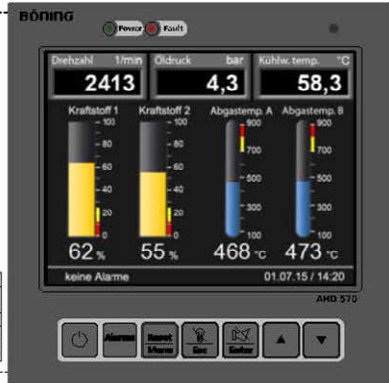 BÖNING
Power Fault
Drehzahl 1/min Öldruck bar Kühlw. temp. °C
2413 4,3 58,3
Kraftstoff 1 Kraftstoff 2 Abgastemp. A Abgastemp. B
100 100 900 900
80 80 700 700
60 60
40 40 500 500
20 20 300 300
0 0 100 100
62 % 55 % 468 °C 473 °C
keine Alarme 01.07.15 / 14:20
AHD 570
Alarms Reset Esc Enter
Menu